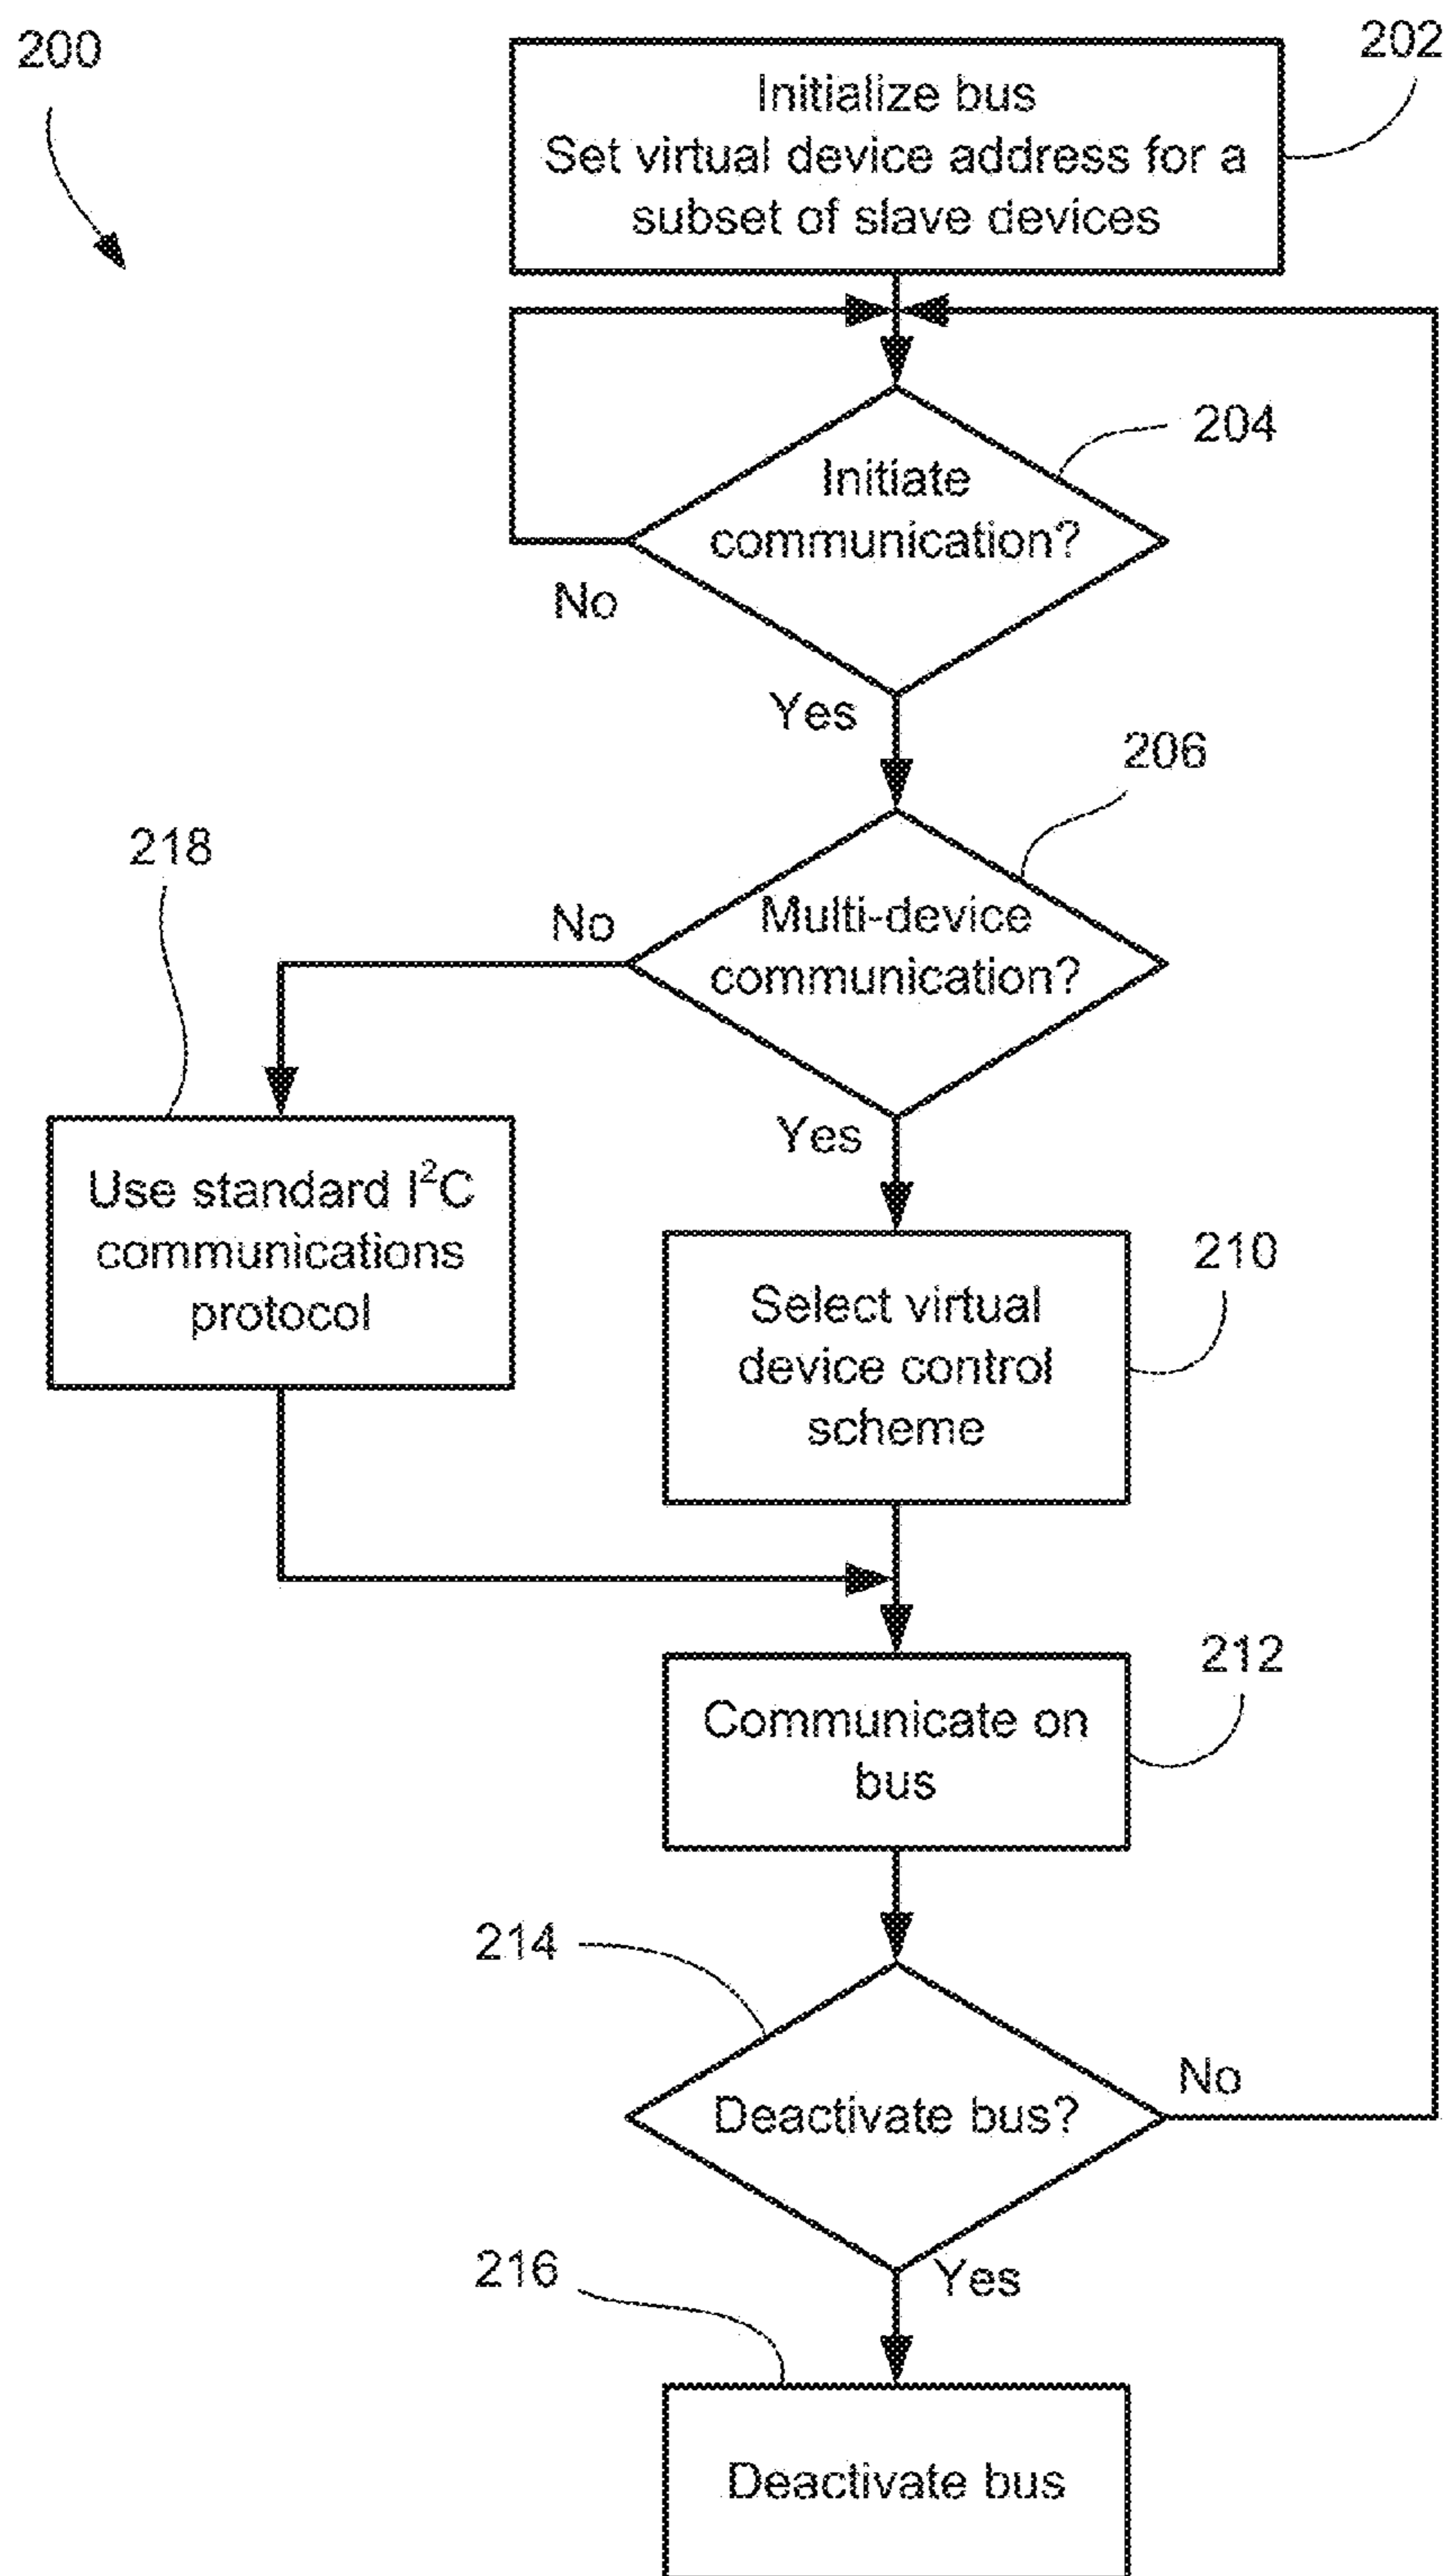 200
202
Initialize bus
Set virtual device address for a
subset of slave devices
204
Initiate
communication?
No
Yes
206
218
No
Multi-device
communication?
Yes
Use standard I²C
communications
protocol
210
Select virtual
device control
scheme
212
Communicate on
bus
214
No
Deactivate bus?
216
Yes
Deactivate bus